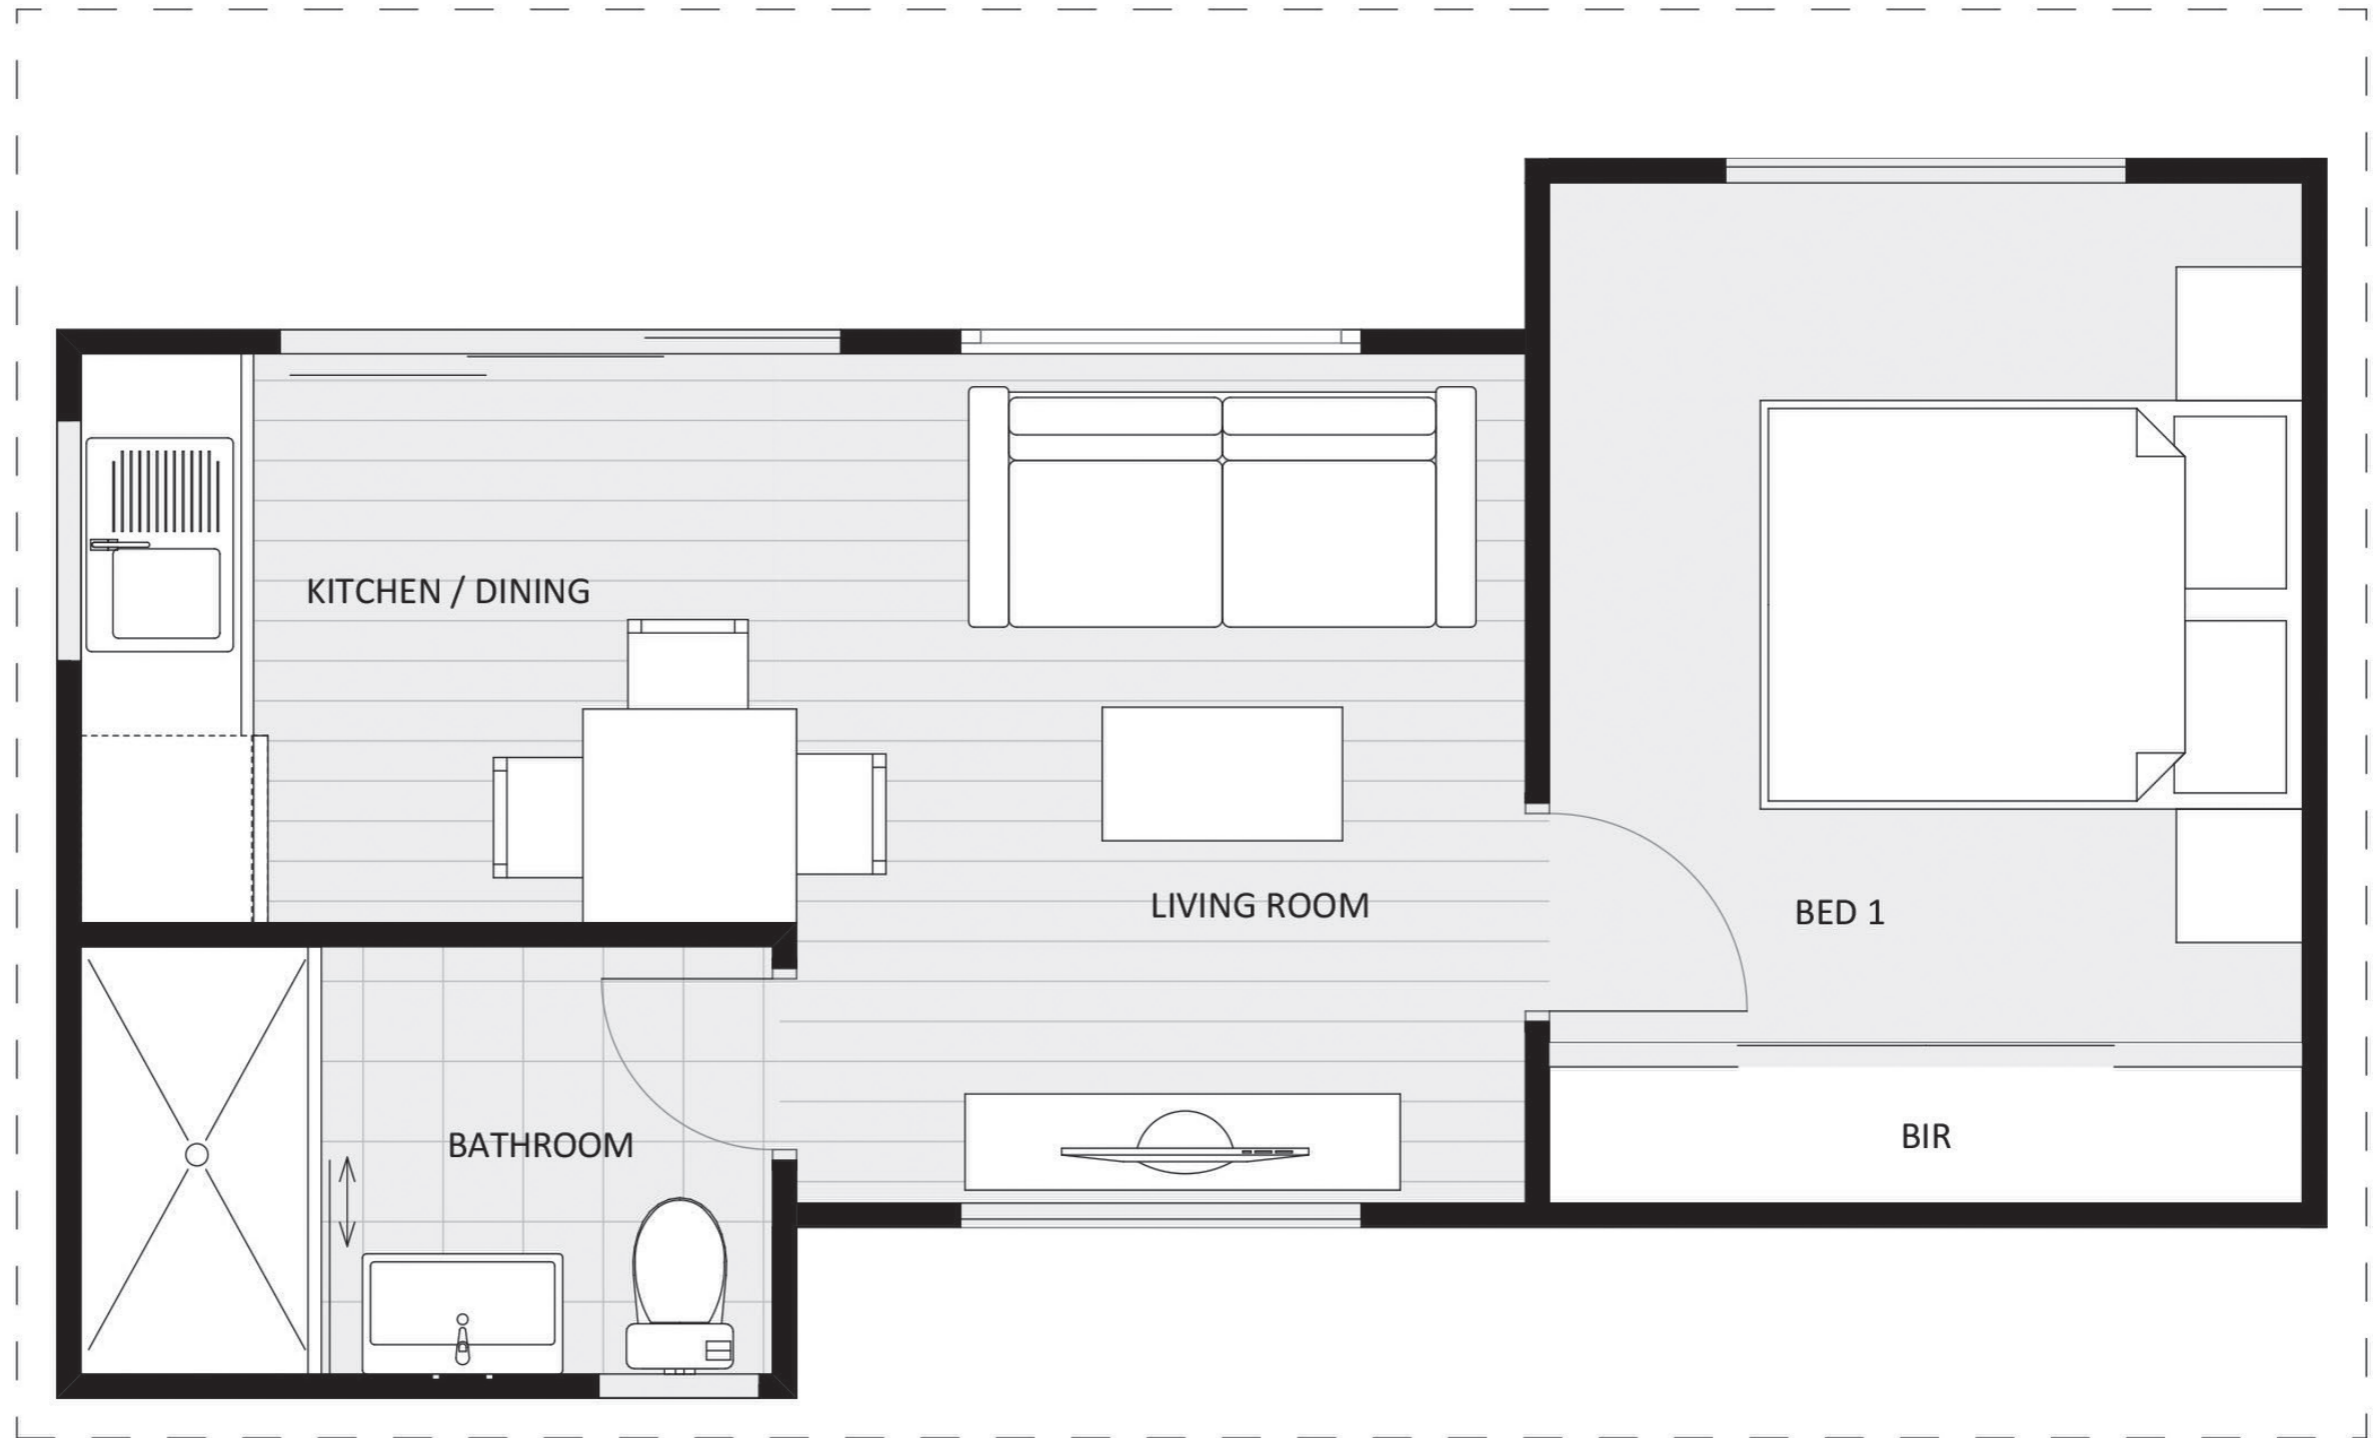 KITCHEN / DINING
LIVING ROOM
BED 1
BATHROOM
BIR